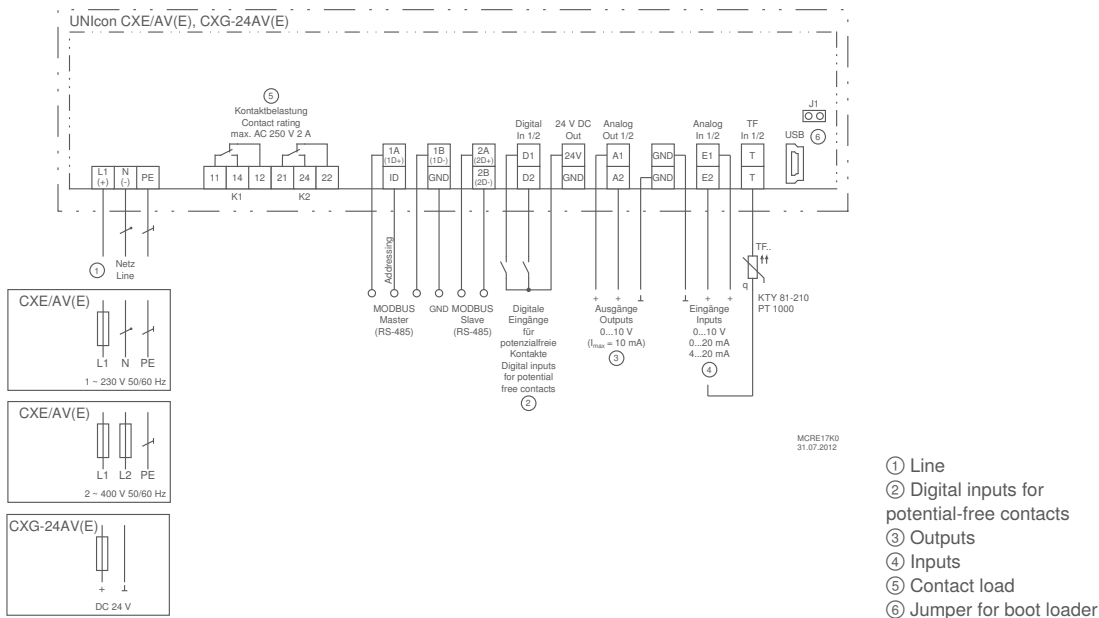 UNIcon CXE/AV(E), CXG-24AV(E)
⑤
Kontaktbelastung
Contact rating
max. AC 250 V 2 A
Digital
In 1/2
24 V DC
Out
Analog
Out 1/2
Analog
In 1/2
TF
In 1/2
J1
USB ⑥
L1
(+)
N
(-)
PE
11 14 12 21 24 22
K1 K2
1A
(1D+)
ID
1B
(1D-)
GND
2A
(2D+)
2B
(2D-)
D1
D2
24V
GND
A1
A2
GND
GND
E1
E2
T
T
① Netz
Line
Addressing
MODBUS
Master
(RS-485)
GND
MODBUS
Slave
(RS-485)
Digitale
Eingänge
für
potenzialfreie
Kontakte
Digital inputs
for potential
free contacts
②
+ + ⊥
Ausgänge
Outputs
0...10 V
(Imax = 10 mA)
③
⊥ + +
Eingänge
Inputs
0...10 V
0...20 mA
4...20 mA
④
TF..
q
KTY 81-210
PT 1000
CXE/AV(E)
L1 N PE
1 ~ 230 V 50/60 Hz
CXE/AV(E)
L1 L2 PE
2 ~ 400 V 50/60 Hz
CXG-24AV(E)
+ ⊥
DC 24 V
MCRE17K0
31.07.2012
① Line
② Digital inputs for
potential-free contacts
③ Outputs
④ Inputs
⑤ Contact load
⑥ Jumper for boot loader